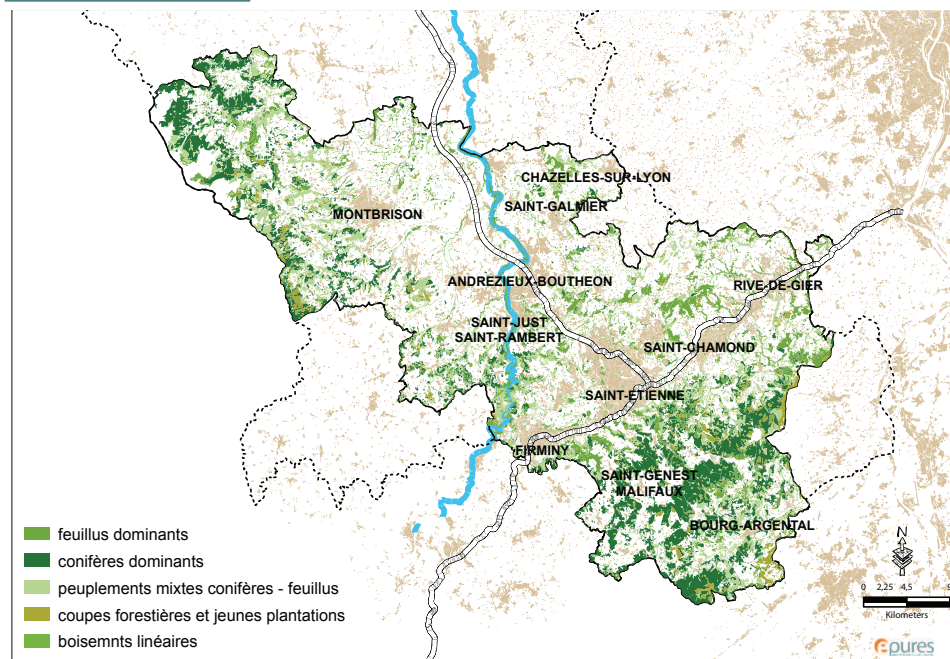 CHAZELLES-SUR-LYON
SAINT-GALMIER
MONTBRISON
ANDREZIEUX-BOUTHEON
RIVE-DE-GIER
SAINT-JUST
SAINT-RAMBERT
SAINT-CHAMOND
SAINT-ETIENNE
FIRMINY
SAINT-GENEST
MALIFAUX
BOURG-ARGENTAL
feuillus dominants
conifères dominants
peuplements mixtes conifères - feuillus
coupes forestières et jeunes plantations
boisemnts linéaires
N
0 2,25 4,5 9
Kilometers
epures